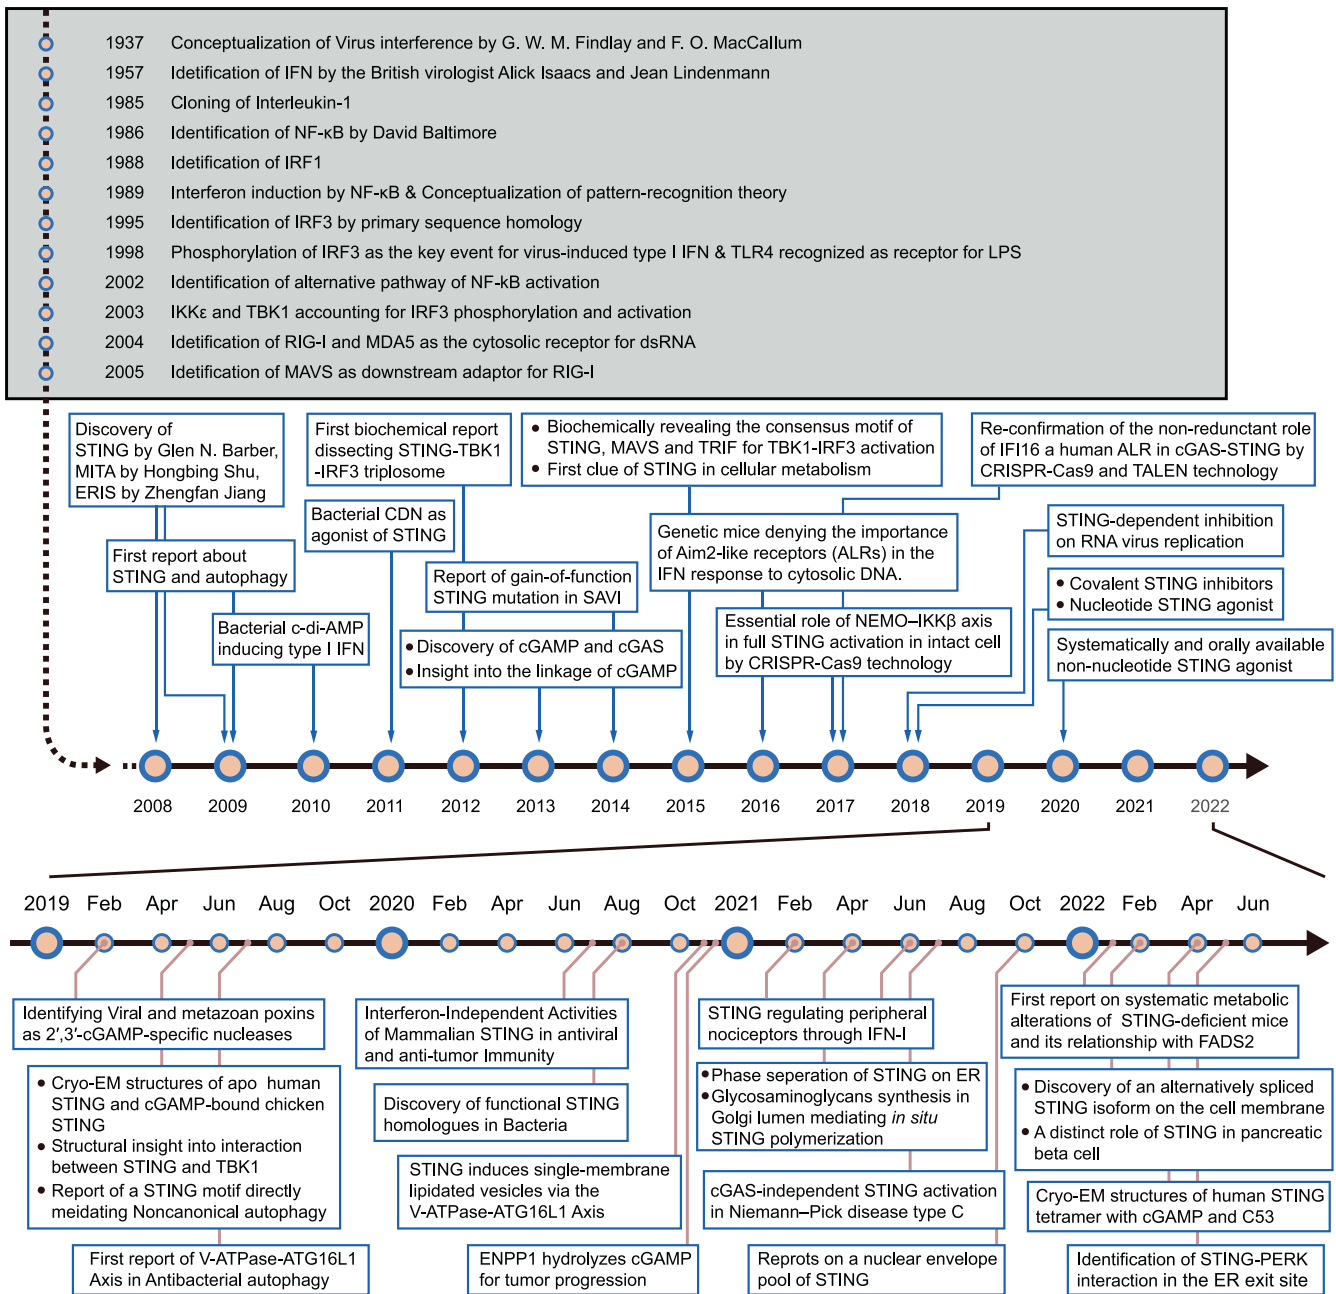 1937 Conceptualization of Virus interference by G. W. M. Findlay and F. O. MacCallum
1957 Idetification of IFN by the British virologist Alick Isaacs and Jean Lindenmann
1985 Cloning of Interleukin-1
1986 Identification of NF-κB by David Baltimore
1988 Idetification of IRF1
1989 Interferon induction by NF-κB & Conceptualization of pattern-recognition theory
1995 Identification of IRF3 by primary sequence homology
1998 Phosphorylation of IRF3 as the key event for virus-induced type I IFN & TLR4 recognized as receptor for LPS
2002 Identification of alternative pathway of NF-kB activation
2003 IKKε and TBK1 accounting for IRF3 phosphorylation and activation
2004 Idetification of RIG-I and MDA5 as the cytosolic receptor for dsRNA
2005 Idetification of MAVS as downstream adaptor for RIG-I
Discovery of
STING by Glen N. Barber,
MITA by Hongbing Shu,
ERIS by Zhengfan Jiang
First report about
STING and autophagy
Bacterial c-di-AMP
inducing type I IFN
First biochemical report
dissecting STING-TBK1
-IRF3 triplosome
Bacterial CDN as
agonist of STING
Report of gain-of-function
STING mutation in SAVI
• Discovery of cGAMP and cGAS
• Insight into the linkage of cGAMP
• Biochemically revealing the consensus motif of
STING, MAVS and TRIF for TBK1-IRF3 activation
• First clue of STING in cellular metabolism
Genetic mice denying the importance
of Aim2-like receptors (ALRs) in the
IFN response to cytosolic DNA.
Essential role of NEMO–IKKβ axis
in full STING activation in intact cell
by CRISPR-Cas9 technology
Re-confirmation of the non-redunctant role
of IFI16 a human ALR in cGAS-STING by
CRISPR-Cas9 and TALEN technology
STING-dependent inhibition
on RNA virus replication
• Covalent STING inhibitors
• Nucleotide STING agonist
Systematically and orally available
non-nucleotide STING agonist
2008 2009 2010 2011 2012 2013 2014 2015 2016 2017 2018 2019 2020 2021 2022
2019 Feb Apr Jun Aug Oct 2020 Feb Apr Jun Aug Oct 2021 Feb Apr Jun Aug Oct 2022 Feb Apr Jun
Identifying Viral and metazoan poxins
as 2′,3′-cGAMP-specific nucleases
• Cryo-EM structures of apo human
STING and cGAMP-bound chicken
STING
• Structural insight into interaction
between STING and TBK1
• Report of a STING motif directly
meidating Noncanonical autophagy
First report of V-ATPase-ATG16L1
Axis in Antibacterial autophagy
Interferon-Independent Activities
of Mammalian STING in antiviral
and anti-tumor Immunity
Discovery of functional STING
homologues in Bacteria
STING induces single-membrane
lipidated vesicles via the
V-ATPase-ATG16L1 Axis
ENPP1 hydrolyzes cGAMP
for tumor progression
STING regulating peripheral
nociceptors through IFN-I
• Phase seperation of STING on ER
• Glycosaminoglycans synthesis in
Golgi lumen mediating in situ
STING polymerization
cGAS-independent STING activation
in Niemann–Pick disease type C
Reprots on a nuclear envelope
pool of STING
First report on systematic metabolic
alterations of STING-deficient mice
and its relationship with FADS2
• Discovery of an alternatively spliced
STING isoform on the cell membrane
• A distinct role of STING in pancreatic
beta cell
Cryo-EM structures of human STING
tetramer with cGAMP and C53
Identification of STING-PERK
interaction in the ER exit site